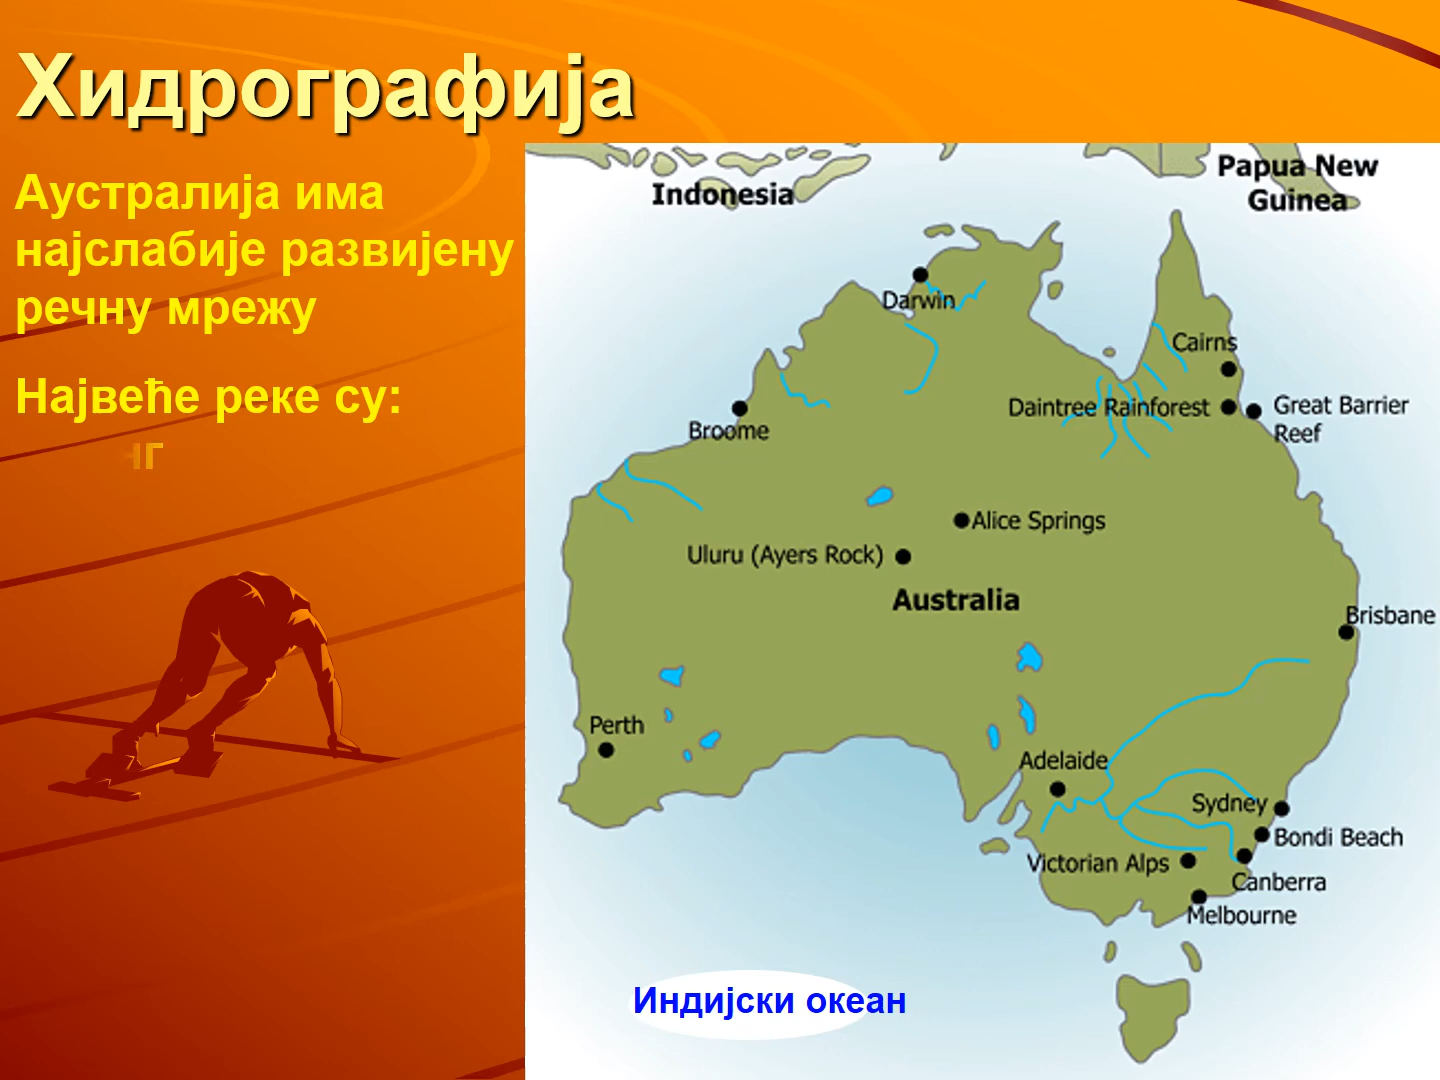 Хидрографија
Аустралија има
најслабије развијену
речну мрежу
Највеће реке су:
Indonesia
Papua New
Guinea
Darwin
Cairns
Daintree Rainforest
Great Barrier
Reef
Broome
Alice Springs
Uluru (Ayers Rock)
Australia
Brisbane
Perth
Adelaide
Sydney
Bondi Beach
Victorian Alps
Canberra
Melbourne
Индијски океан